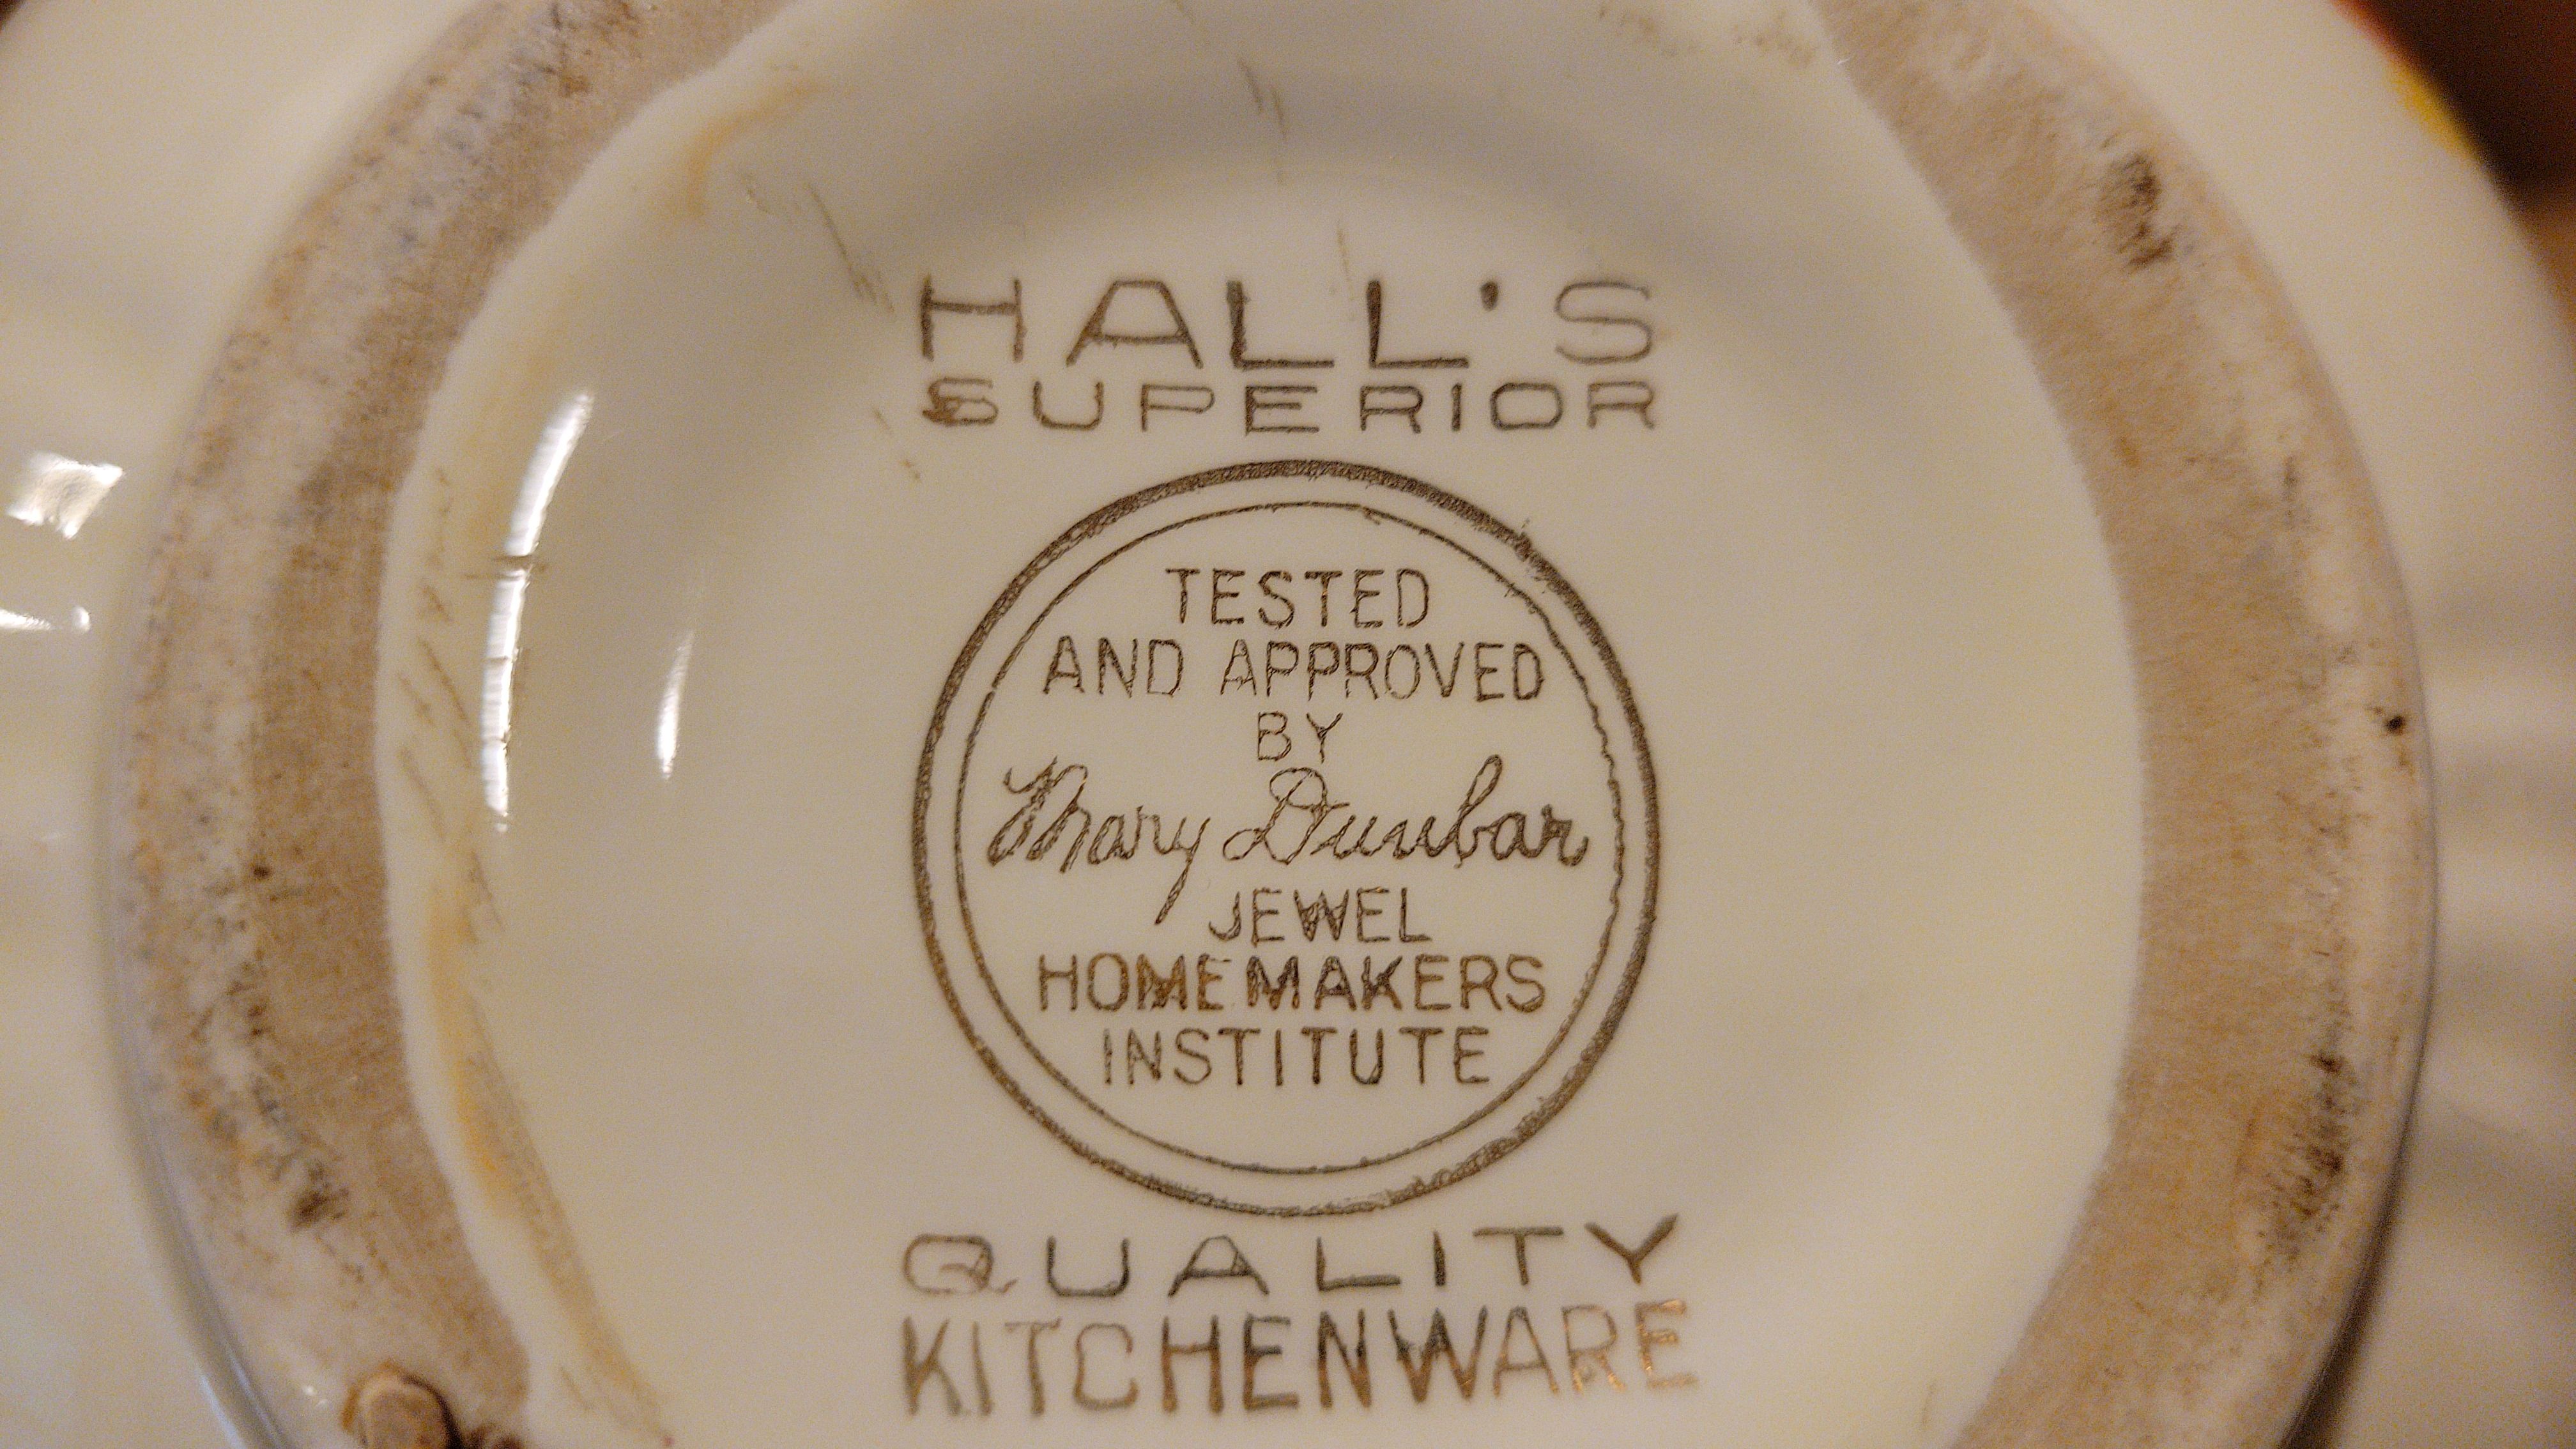 HALL'S
SUPERIOR
TESTED
AND APPROVED
BY
Mary Dunbar
JEWEL
HOMEMAKERS
INSTITUTE
QUALITY
KITCHENWARE